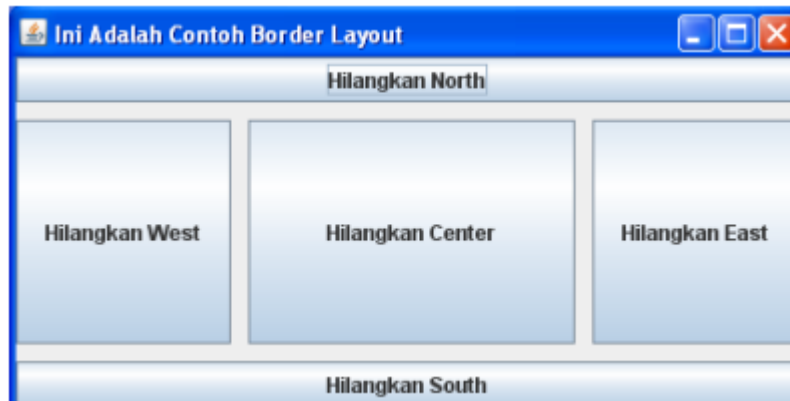 Ini Adalah Contoh Border Layout
Hilangkan North
Hilangkan West
Hilangkan Center
Hilangkan East
Hilangkan South